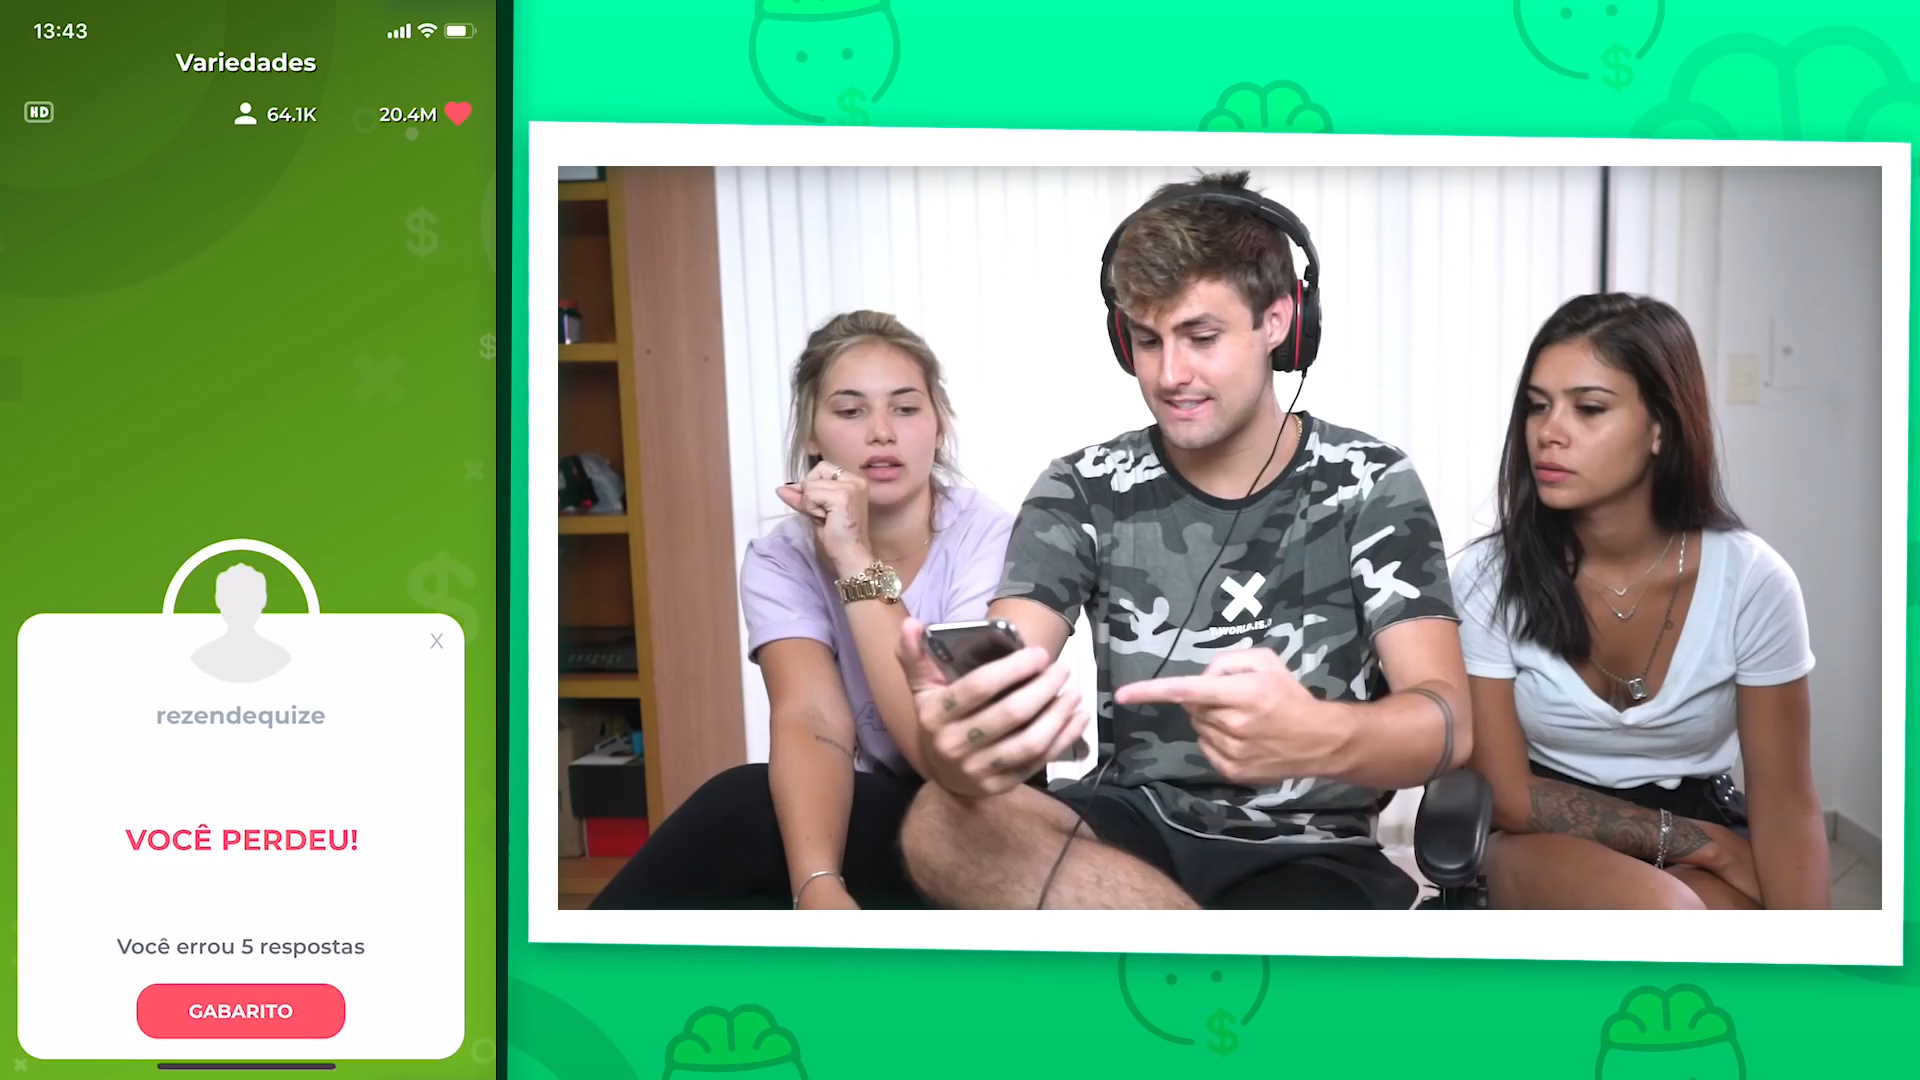 13:43
Variedades
HD
64.1K
20.4M
X
rezendequize
VOCÊ PERDEU!
Você errou 5 respostas
GABARITO